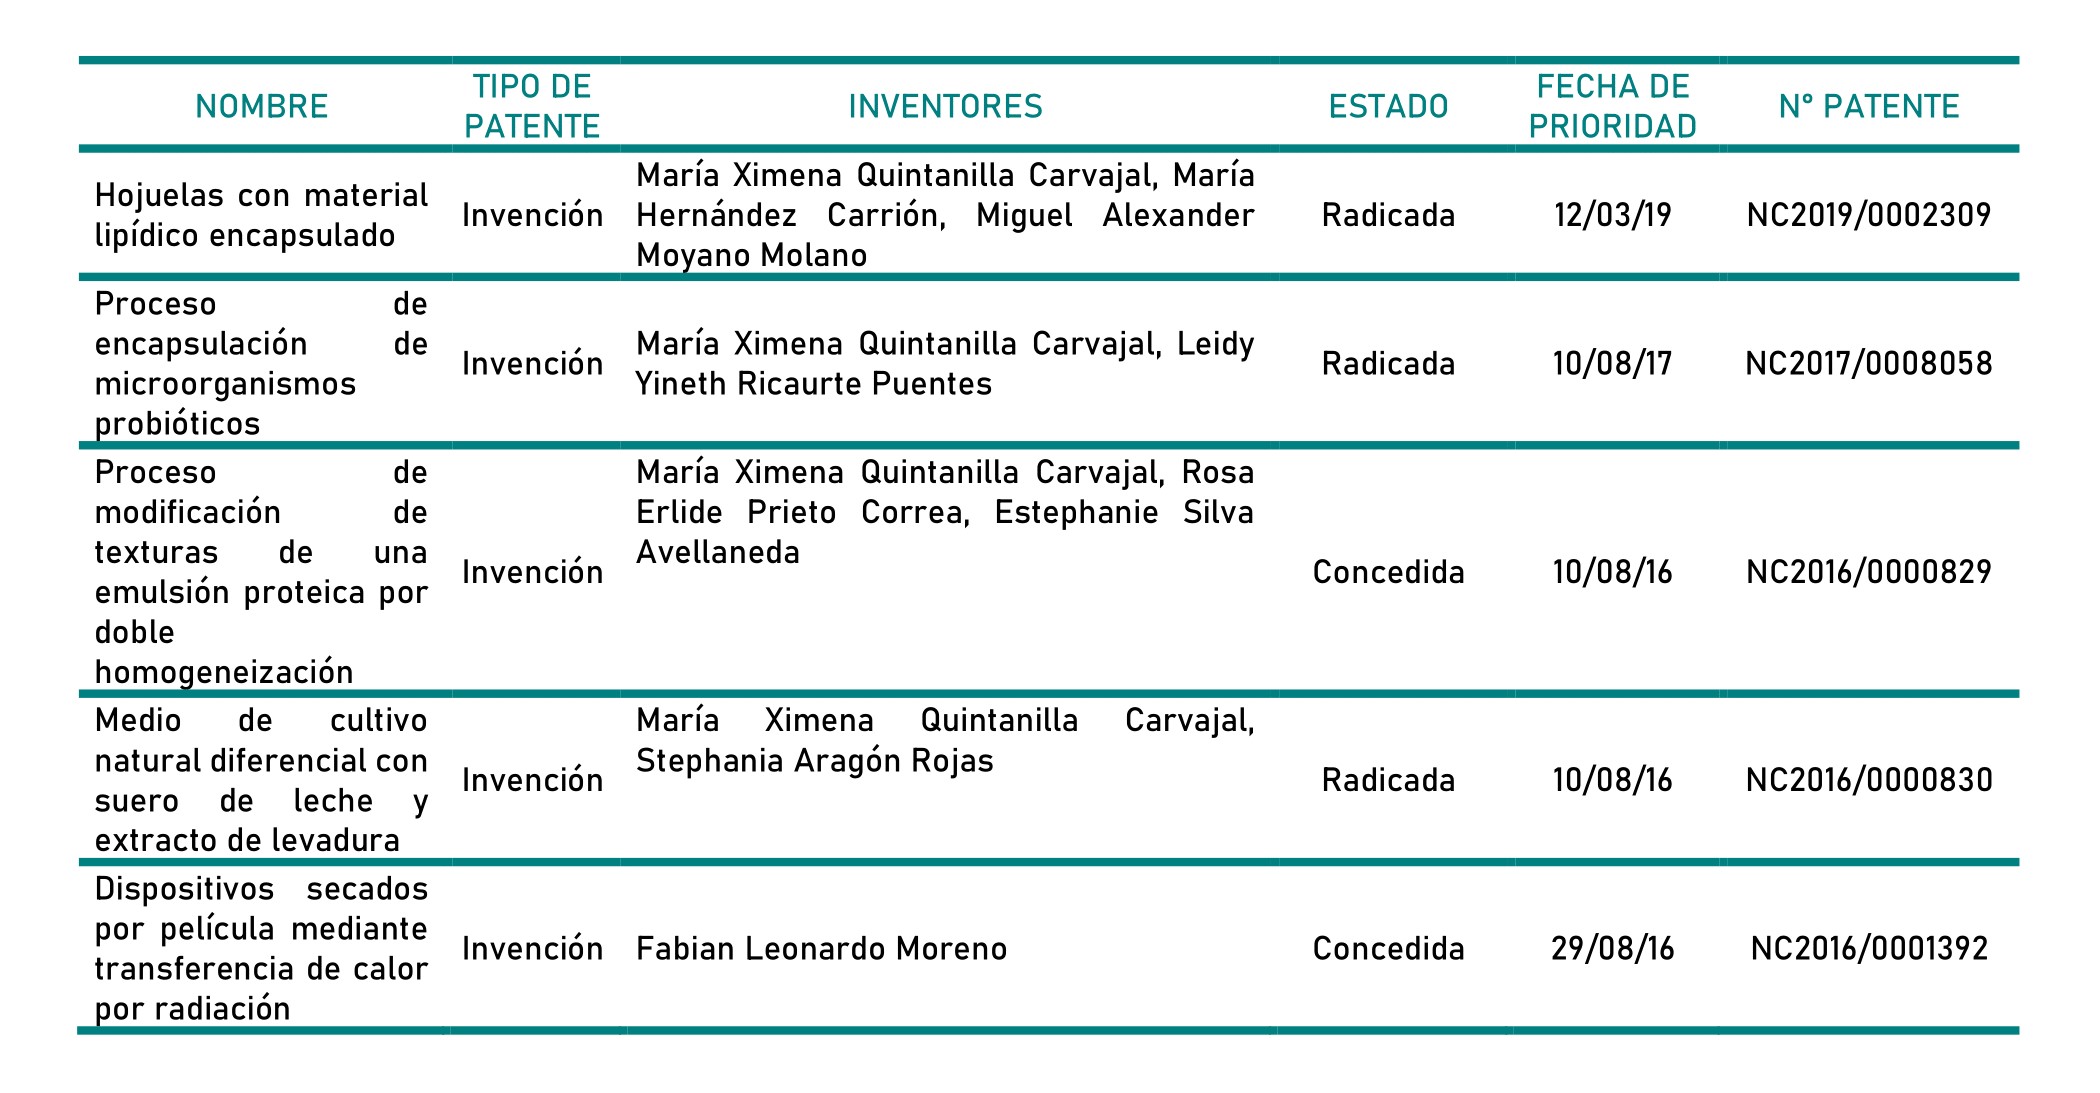 NOMBRE
TIPO DE
PATENTE
INVENTORES
ESTADO
FECHA DE
PRIORIDAD
N° PATENTE
Hojuelas con material
lipídico encapsulado
Invención
María Ximena Quintanilla Carvajal, María
Hernández Carrión, Miguel Alexander
Moyano Molano
Radicada
12/03/19
NC2019/0002309
Proceso de
encapsulación de
microorganismos
probióticos
Invención
María Ximena Quintanilla Carvajal, Leidy
Yineth Ricaurte Puentes
Radicada
10/08/17
NC2017/0008058
Proceso de
modificación de
texturas de una
emulsión proteica por
doble
homogeneización
Invención
María Ximena Quintanilla Carvajal, Rosa
Erlide Prieto Correa, Estephanie Silva
Avellaneda
Concedida
10/08/16
NC2016/0000829
Medio de cultivo
natural diferencial con
suero de leche y
extracto de levadura
Invención
María Ximena Quintanilla Carvajal,
Stephania Aragón Rojas
Radicada
10/08/16
NC2016/0000830
Dispositivos secados
por película mediante
transferencia de calor
por radiación
Invención
Fabian Leonardo Moreno
Concedida
29/08/16
NC2016/0001392